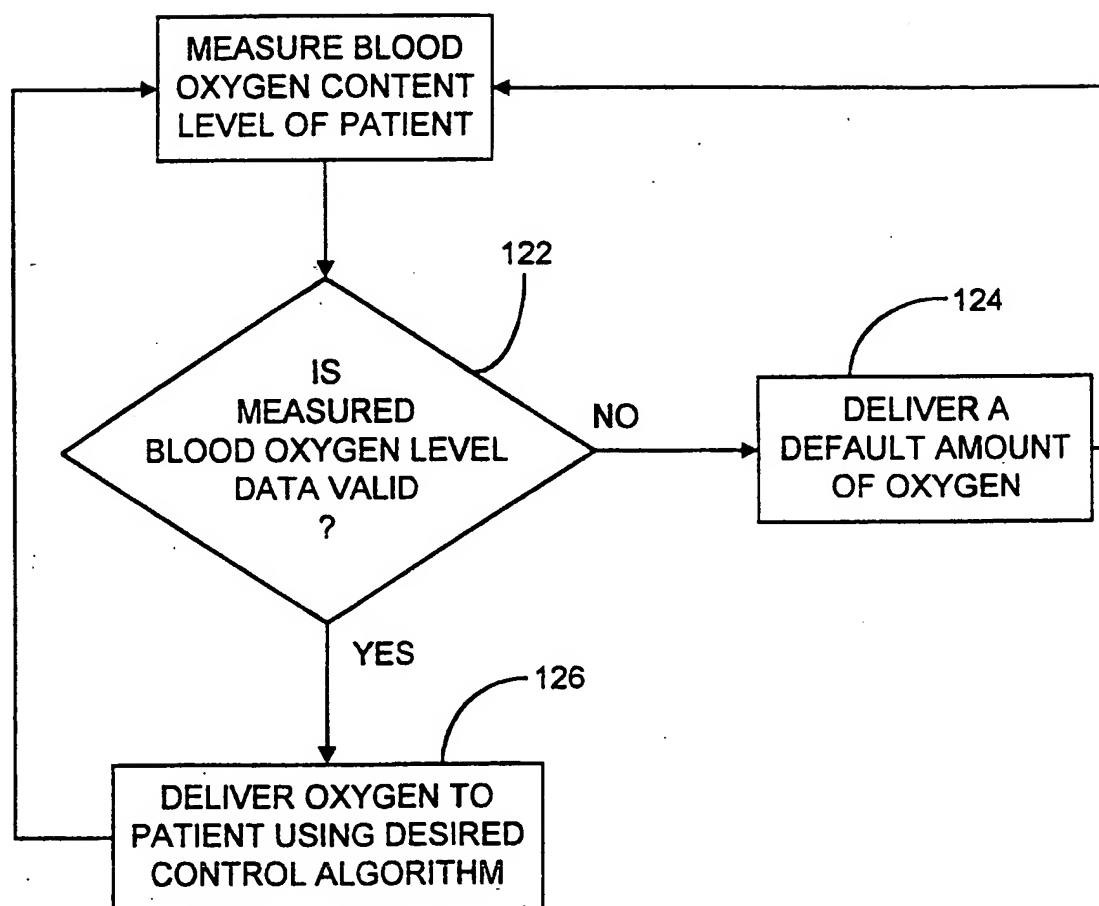 MEASURE BLOOD
OXYGEN CONTENT
LEVEL OF PATIENT
122
IS
MEASURED
BLOOD OXYGEN LEVEL
DATA VALID
?
NO
124
DELIVER A
DEFAULT AMOUNT
OF OXYGEN
YES
126
DELIVER OXYGEN TO
PATIENT USING DESIRED
CONTROL ALGORITHM